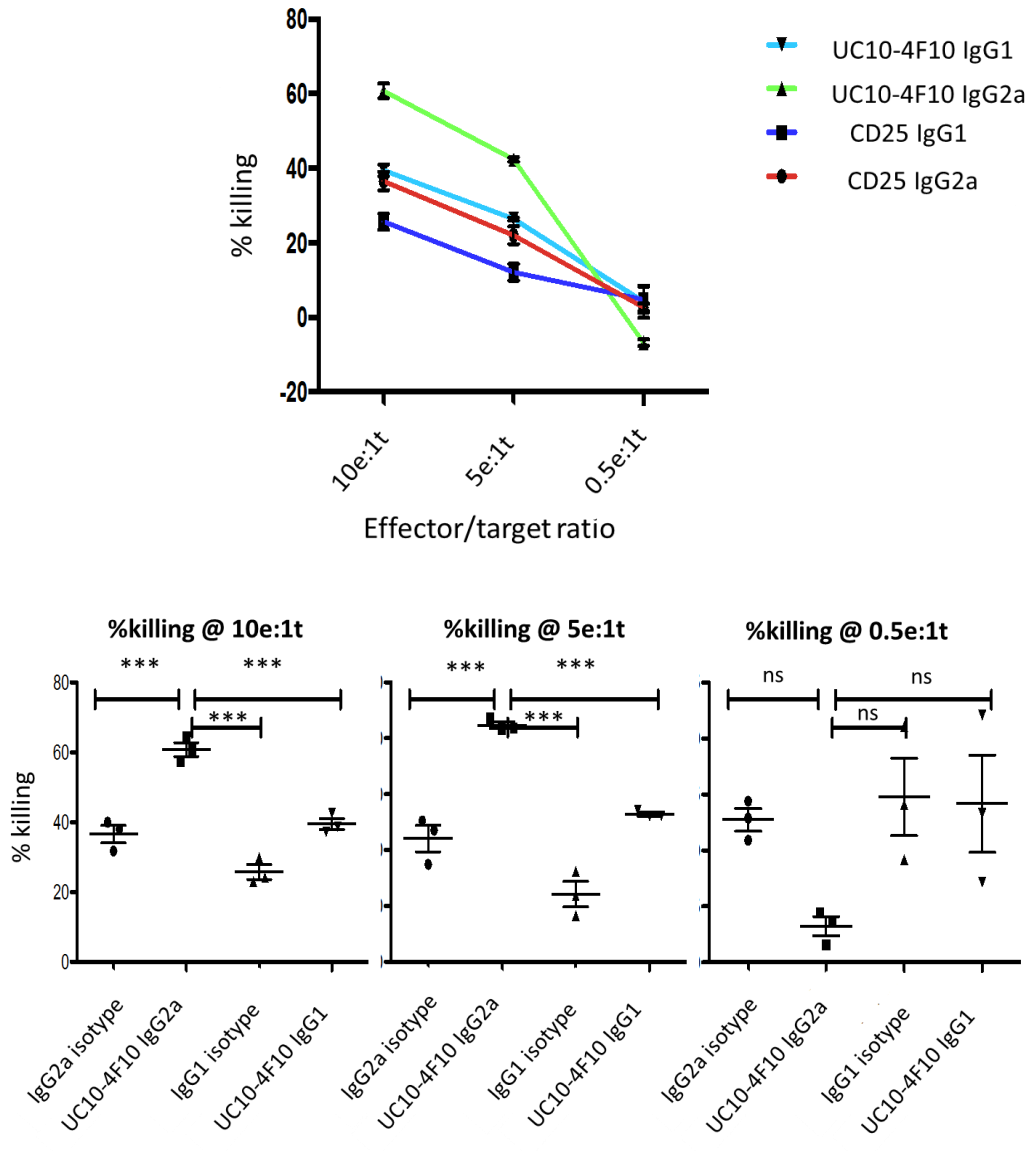 80
60
40
20
0
-20
% killing
10e:1t
5e:1t
0.5e:1t
Effector/target ratio
UC10-4F10 IgG1
UC10-4F10 IgG2a
CD25 IgG1
CD25 IgG2a
%killing @ 10e:1t
*** ***
***
80
60
40
20
0
% killing
IgG2a isotype
UC10-4F10 IgG2a
IgG1 isotype
UC10-4F10 IgG1
%killing @ 5e:1t
*** ***
***
IgG2a isotype
UC10-4F10 IgG2a
IgG1 isotype
UC10-4F10 IgG1
%killing @ 0.5e:1t
ns ns
ns
IgG2a isotype
UC10-4F10 IgG2a
IgG1 isotype
UC10-4F10 IgG1